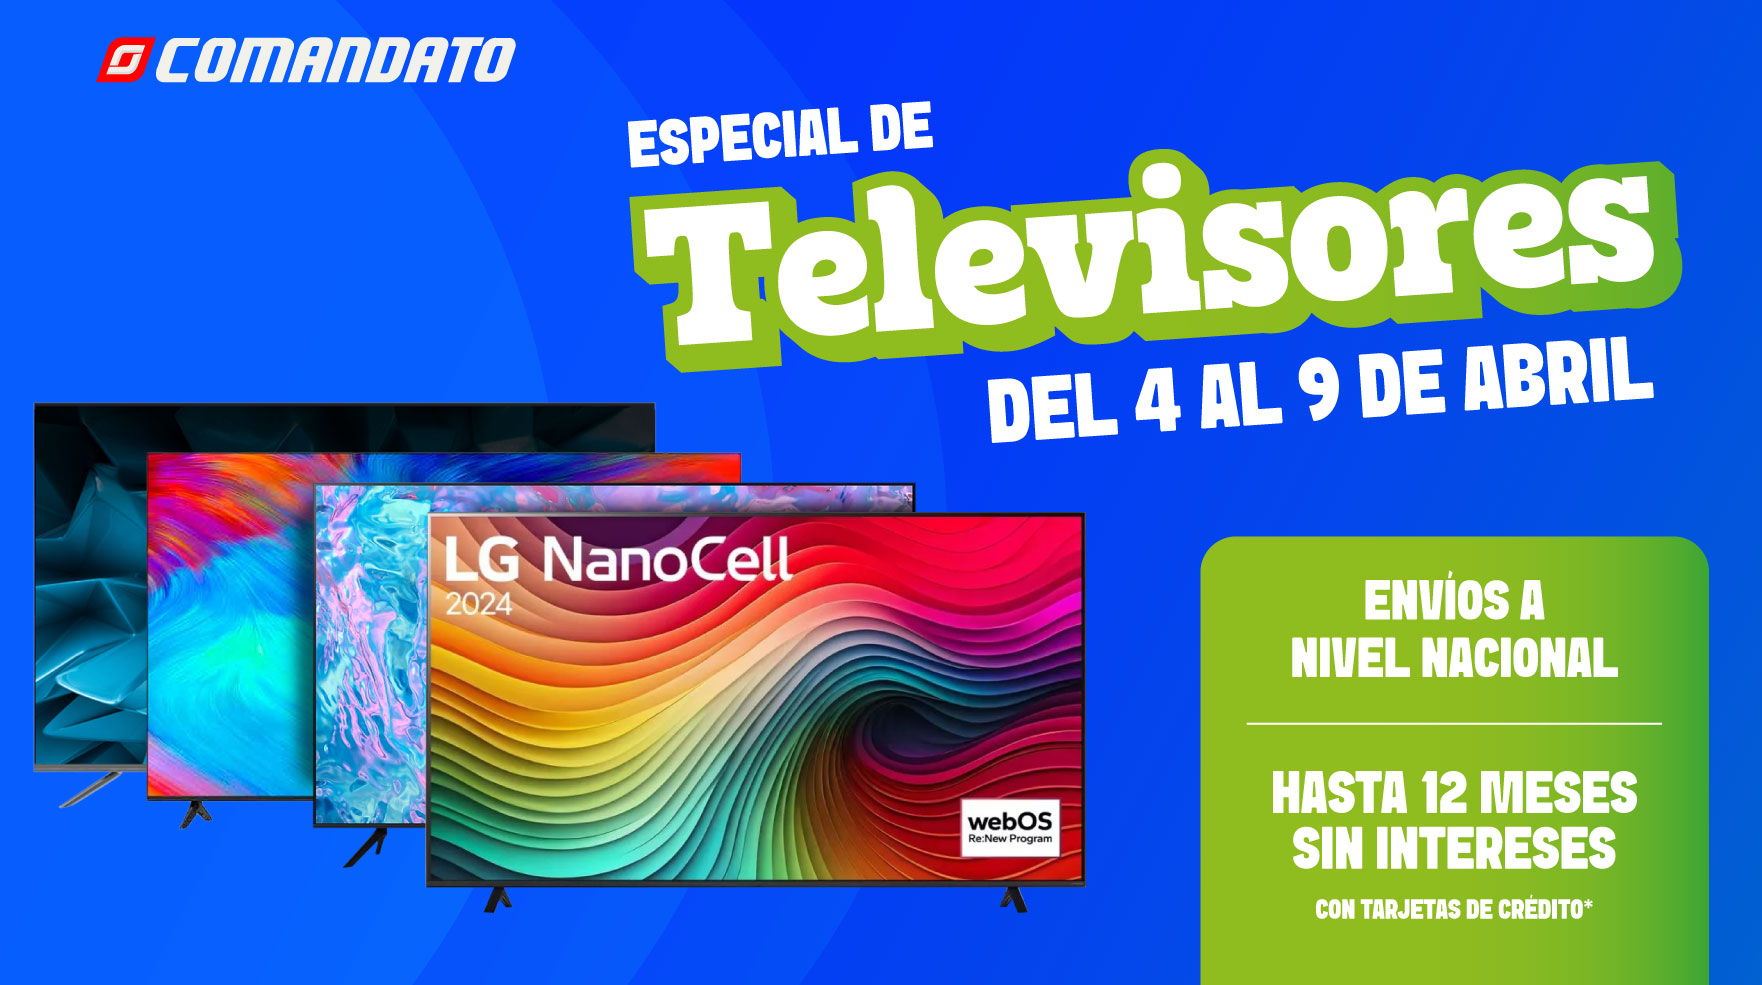 COMANDATO
ESPECIAL DE
Televisores
DEL 4 AL 9 DE ABRIL
LG NanoCell
2024
webOS
Re:New Program
ENVÍOS A
NIVEL NACIONAL
HASTA 12 MESES
SIN INTERESES
CON TARJETAS DE CRÉDITO*